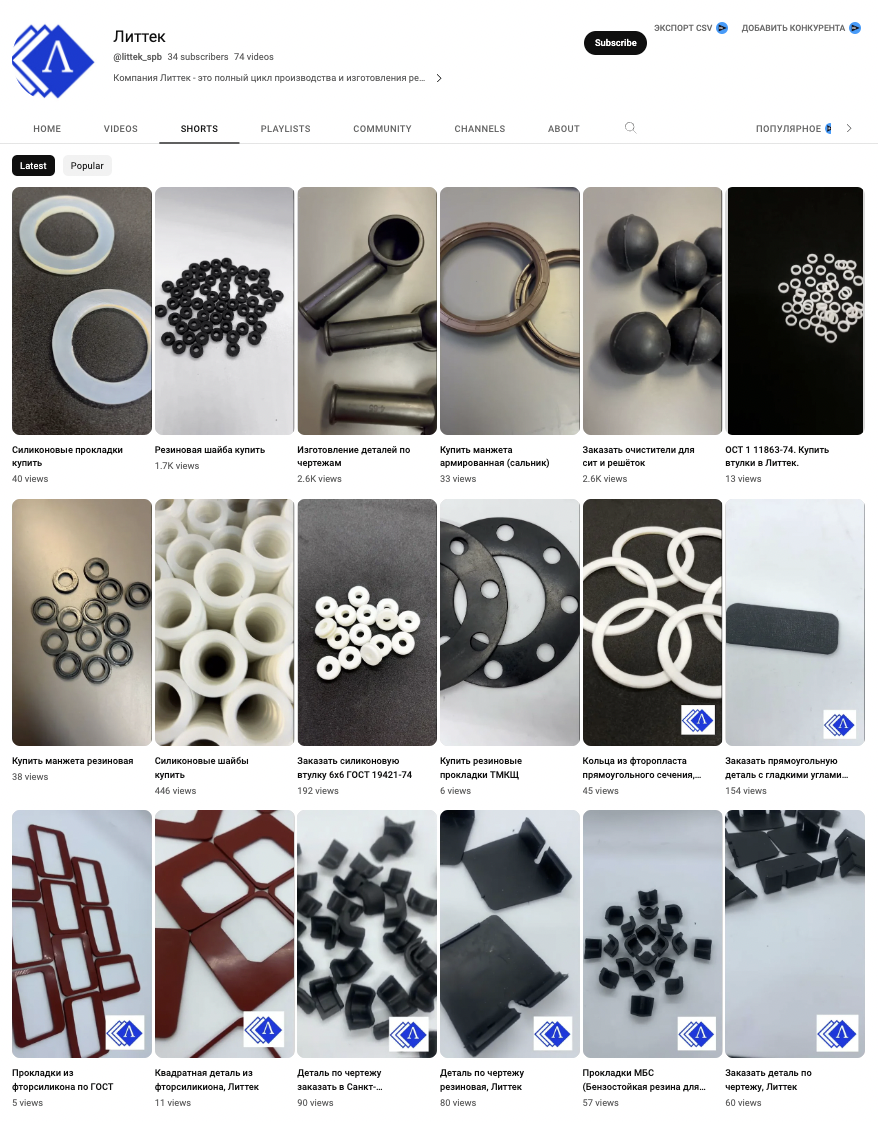 Литтек
@littek_spb 34 subscribers 74 videos
Компания Литтек - это полный цикл производства и изготовления ре...
Subscribe
ЭКСПОРТ CSV
ДОБАВИТЬ КОНКУРЕНТА
HOME VIDEOS SHORTS PLAYLISTS COMMUNITY CHANNELS ABOUT ПОПУЛЯРНОЕ
Latest Popular
Силиконовые прокладки
купить
40 views
Резиновая шайба купить
1.7K views
Изготовление деталей по
чертежам
2.6K views
Купить манжета
армированная (сальник)
33 views
Заказать очистители для
сит и решёток
2.6K views
ОСТ 1 11863-74. Купить
втулки в Литтек.
13 views
Купить манжета резиновая
38 views
Силиконовые шайбы
купить
446 views
Заказать силиконовую
втулку 6х6 ГОСТ 19421-74
192 views
Купить резиновые
прокладки ТМКЩ
6 views
Кольца из фторопласта
прямоугольного сечения,...
45 views
Заказать прямоугольную
деталь с гладкими углами...
154 views
Прокладки из
фторсиликона по ГОСТ
5 views
Квадратная деталь из
фторсиликиона, Литтек
11 views
Деталь по чертежу
заказать в Санкт-...
90 views
Деталь по чертежу
резиновая, Литтек
80 views
Прокладки МБС
(Бензостойкая резина для...
57 views
Заказать деталь по
чертежу, Литтек
60 views